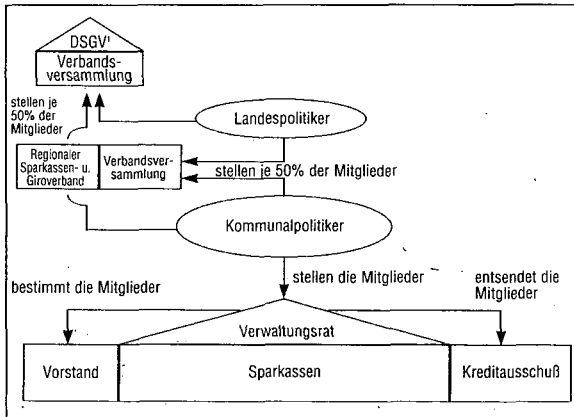 DSGV¹
Verbands-
versammlung
stellen je
50% der
Mitglieder
Landespolitiker
Regionaler
Sparkassen- u.
Giroverband
Verbandsver-
sammlung
stellen je 50% der Mitglieder
Kommunalpolitiker
bestimmt die Mitglieder
stellen die Mitglieder
entsendet die
Mitglieder
Verwaltungsrat
Vorstand
Sparkassen
Kreditausschuß